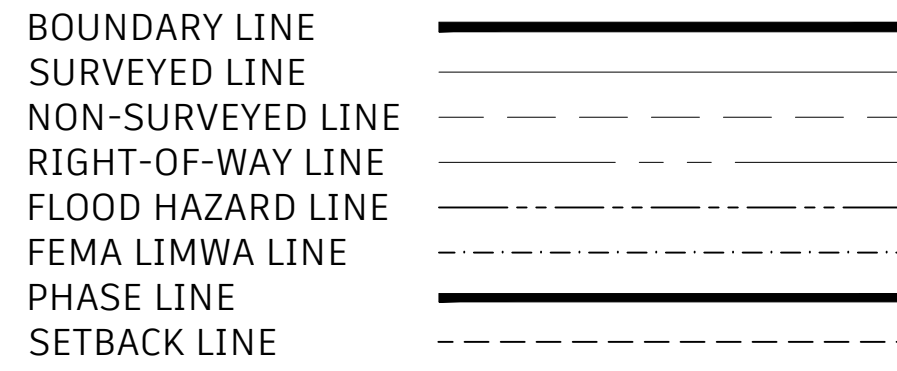 BOUNDARY LINE
SURVEYED LINE
NON-SURVEYED LINE
RIGHT-OF-WAY LINE
FLOOD HAZARD LINE
FEMA LIMWA LINE
PHASE LINE
SETBACK LINE